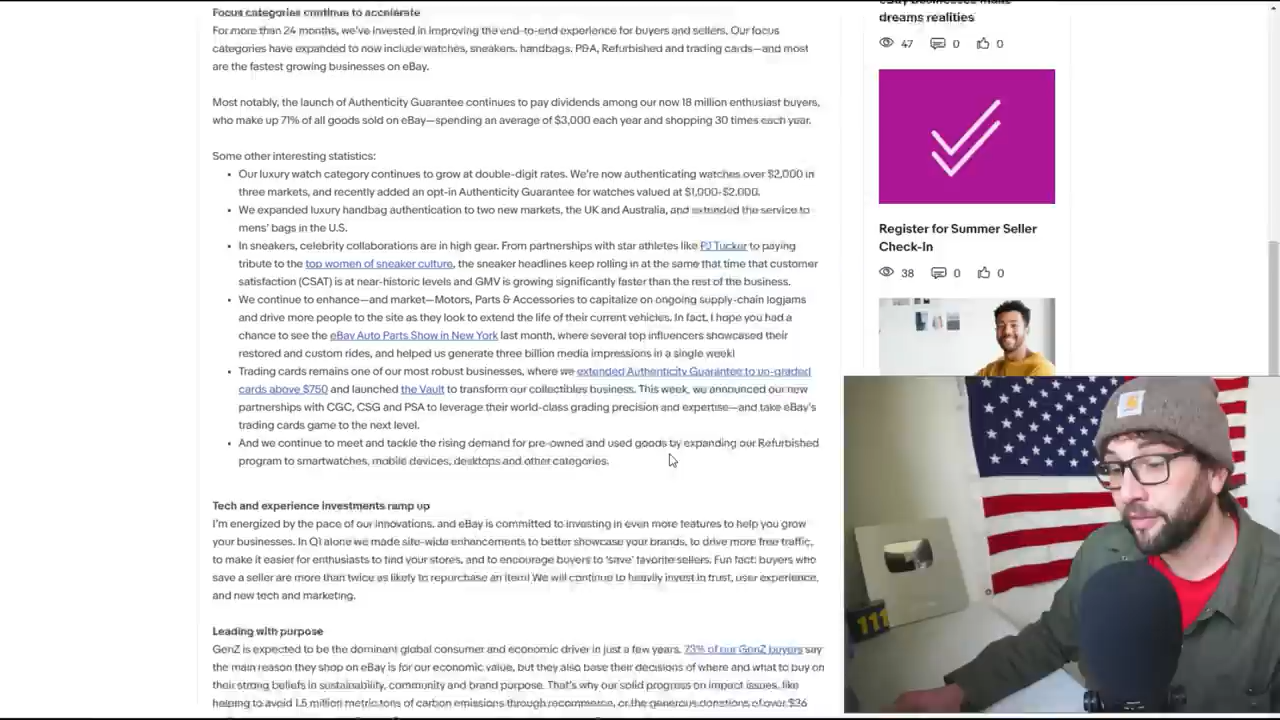 Focus categories continue to accelerate
For more than 24 months, we've invested in improving the end-to-end experience for buyers and sellers. Our focus
categories have expanded to now include watches, sneakers, handbags, P&A, Refurbished and trading cards—and most
are the fastest growing businesses on eBay.
Most notably, the launch of Authenticity Guarantee continues to pay dividends among our now 18 million enthusiast buyers,
who make up 71% of all goods sold on eBay—spending an average of $3,000 each year and shopping 30 times each year.
Some other interesting statistics:
• Our luxury watch category continues to grow at double-digit rates. We're now authenticating watches over $2,000 in
three markets, and recently added an opt-in Authenticity Guarantee for watches valued at $1,000-$2,000.
• We expanded luxury handbag authentication to two new markets, the UK and Australia, and extended the service to
mens' bags in the U.S.
• In sneakers, celebrity collaborations are in high gear. From partnerships with star athletes like PJ Tucker to paying
tribute to the top women of sneaker culture, the sneaker headlines keep rolling in at the same that time that customer
satisfaction (CSAT) is at near-historic levels and GMV is growing significantly faster than the rest of the business.
• We continue to enhance—and market—Motors, Parts & Accessories to capitalize on ongoing supply-chain logjams
and drive more people to the site as they look to extend the life of their current vehicles. In fact, I hope you had a
chance to see the eBay Auto Parts Show in New York last month, where several top influencers showcased their
restored and custom rides, and helped us generate three billion media impressions in a single week!
• Trading cards remains one of our most robust businesses, where we extended Authenticity Guarantee to un-graded
cards above $750 and launched the Vault to transform our collectibles business. This week, we announced our new
partnerships with CGC, CSG and PSA to leverage their world-class grading precision and expertise—and take eBay's
trading cards game to the next level.
• And we continue to meet and tackle the rising demand for pre-owned and used goods by expanding our Refurbished
program to smartwatches, mobile devices, desktops and other categories.
Tech and experience investments ramp up
I'm energized by the pace of our innovations, and eBay is committed to investing in even more features to help you grow
your businesses. In Q1 alone we made site-wide enhancements to better showcase your brands, to drive more free traffic,
to make it easier for enthusiasts to find your stores, and to encourage buyers to 'save' favorite sellers. Fun fact: buyers who
save a seller are more than twice as likely to repurchase an item! We will continue to heavily invest in trust, user experience,
and new tech and marketing.
Leading with purpose
GenZ is expected to be the dominant global consumer and economic driver in just a few years. 73% of our GenZ buyers say
the main reason they shop on eBay is for our economic value, but they also base their decisions of where and what to buy on
their strong beliefs in sustainability, community and brand purpose. That's why our solid progress on impact issues, like
helping to avoid 1.5 million metric tons of carbon emissions through recommerce, or the generous donations of over $36
eBay businesses make
dreams realities
47 0 0
Register for Summer Seller
Check-In
38 0 0
111